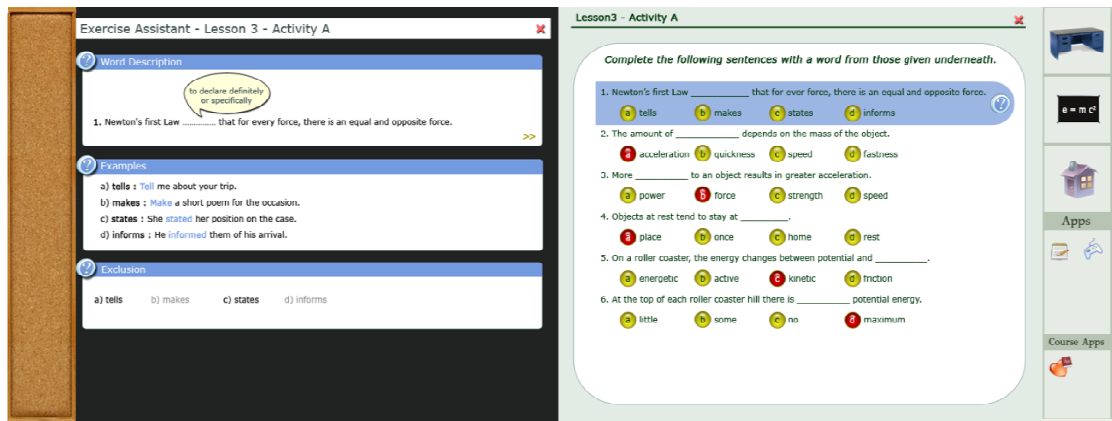 Exercise Assistant - Lesson 3 - Activity A
Word Description
to declare definitely
or specifically
1. Newton's first Law .............. that for every force, there is an equal and opposite force.
>>
Examples
a) tells : Tell me about your trip.
b) makes : Make a short poem for the occasion.
c) states : She stated her position on the case.
d) informs : He informed them of his arrival.
Exclusion
a) tells b) makes c) states d) informs
Lesson3 - Activity A
Complete the following sentences with a word from those given underneath.
1. Newton's first Law ____________ that for ever force, there is an equal and opposite force.
a tells b makes c states d informs
2. The amount of _____________ depends on the mass of the object.
a acceleration b quickness c speed d fastness
3. More ___________ to an object results in greater acceleration.
a power b force c strength d speed
4. Objects at rest tend to stay at __________.
a place b once c home d rest
5. On a roller coaster, the energy changes between potential and ___________.
a energetic b active c kinetic d friction
6. At the top of each roller coaster hill there is ___________ potential energy.
a little b some c no d maximum
e = m c²
Apps
Course Apps